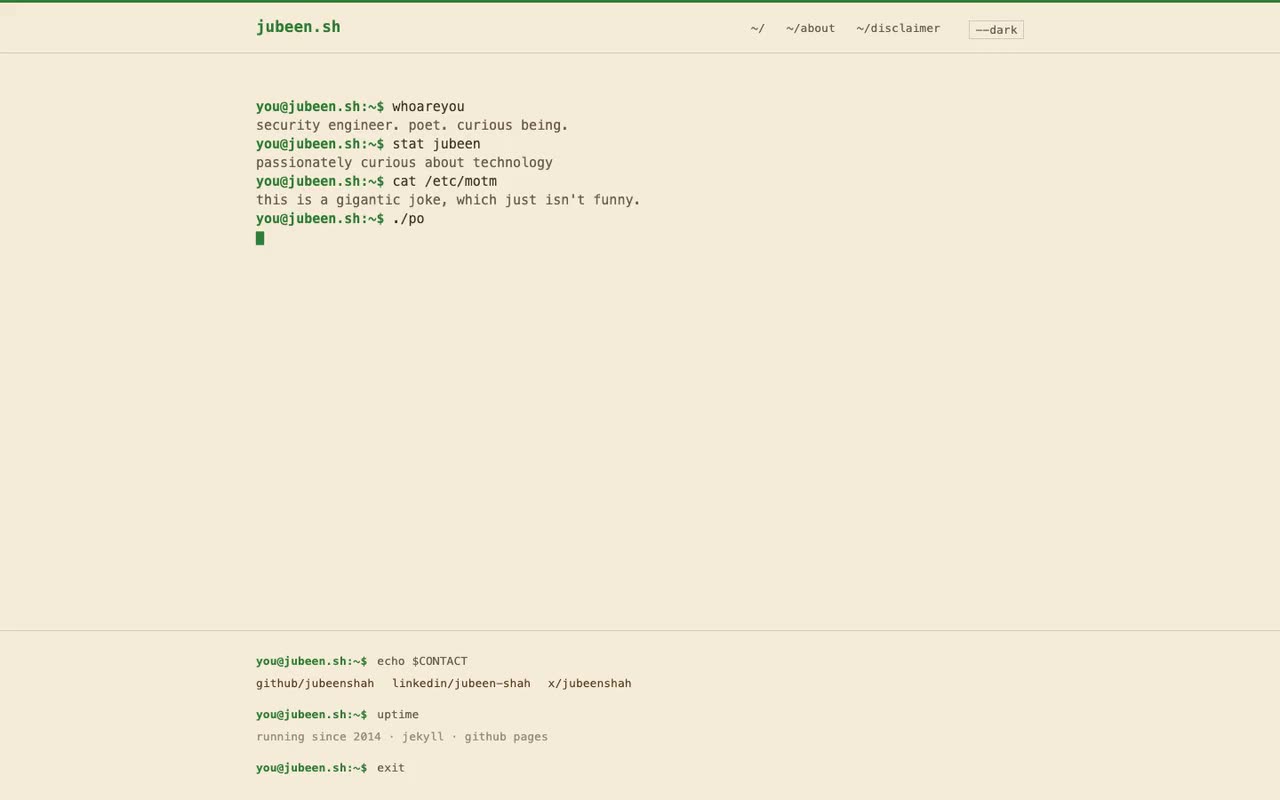 jubeen.sh
~/ ~/about ~/disclaimer --dark
you@jubeen.sh:~$ whoareyou
security engineer. poet. curious being.
you@jubeen.sh:~$ stat jubeen
passionately curious about technology
you@jubeen.sh:~$ cat /etc/motm
this is a gigantic joke, which just isn't funny.
you@jubeen.sh:~$ ./po
you@jubeen.sh:~$ echo $CONTACT
github/jubeenshah linkedin/jubeen-shah x/jubeenshah
you@jubeen.sh:~$ uptime
running since 2014 · jekyll · github pages
you@jubeen.sh:~$ exit